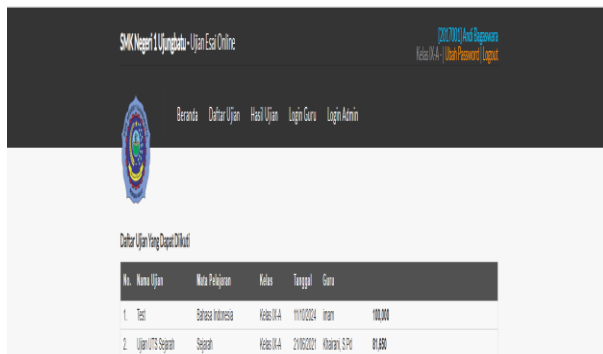 SMK Negeri 1 Ujungbatu - Ujian Esai Online
[2017001] Andi Bagaswara
Kelas IX-A - | Ubah Password | Logout
Beranda Daftar Ujian Hasil Ujian Login Guru Login Admin
Daftar Ujian Yang Dapat Diikuti
No. Nama Ujian Mata Pelajaran Kelas Tanggal Guru
1. Test Bahasa Indonesia Kelas IX-A 11/10/2024 imam 100,000
2. Ujian UTS Sejarah Sejarah Kelas IX-A 21/06/2021 Khairani, S.Pd 81,650